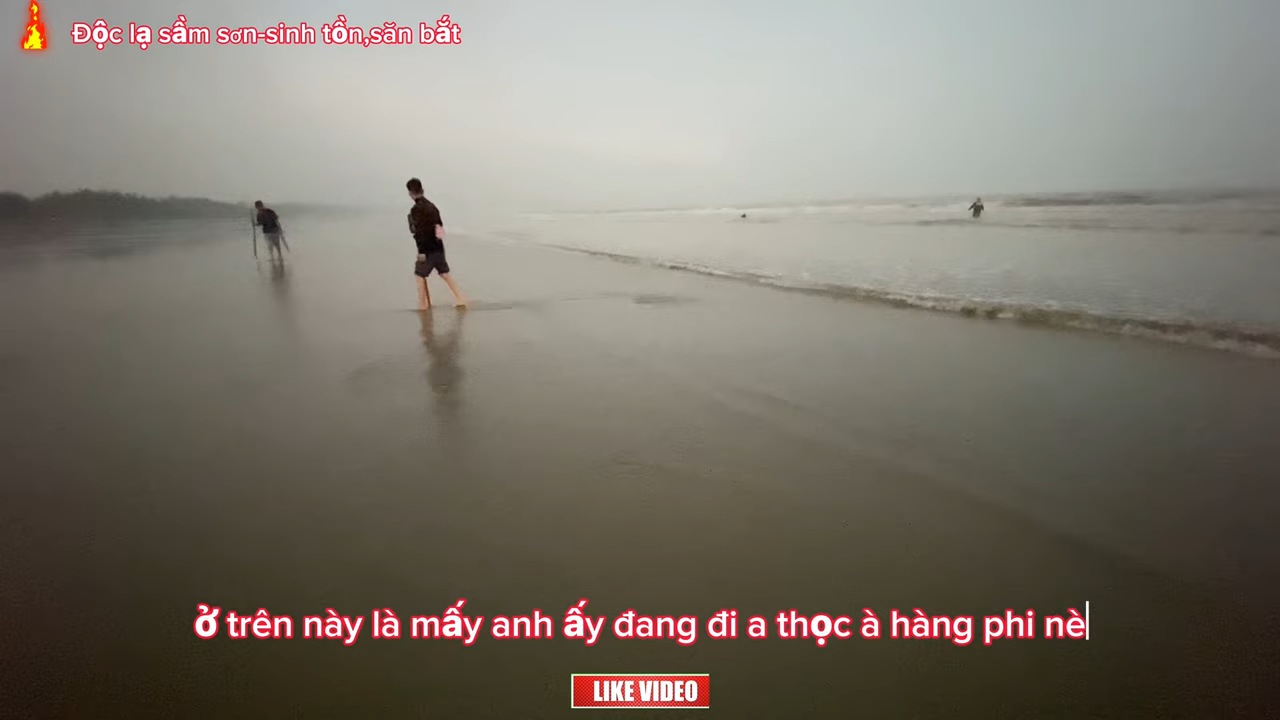 Độc lạ sầm sơn-sinh tồn,săn bắt
ở trên này là mấy anh ấy đang đi a thọc à hàng phi nè
LIKE VIDEO